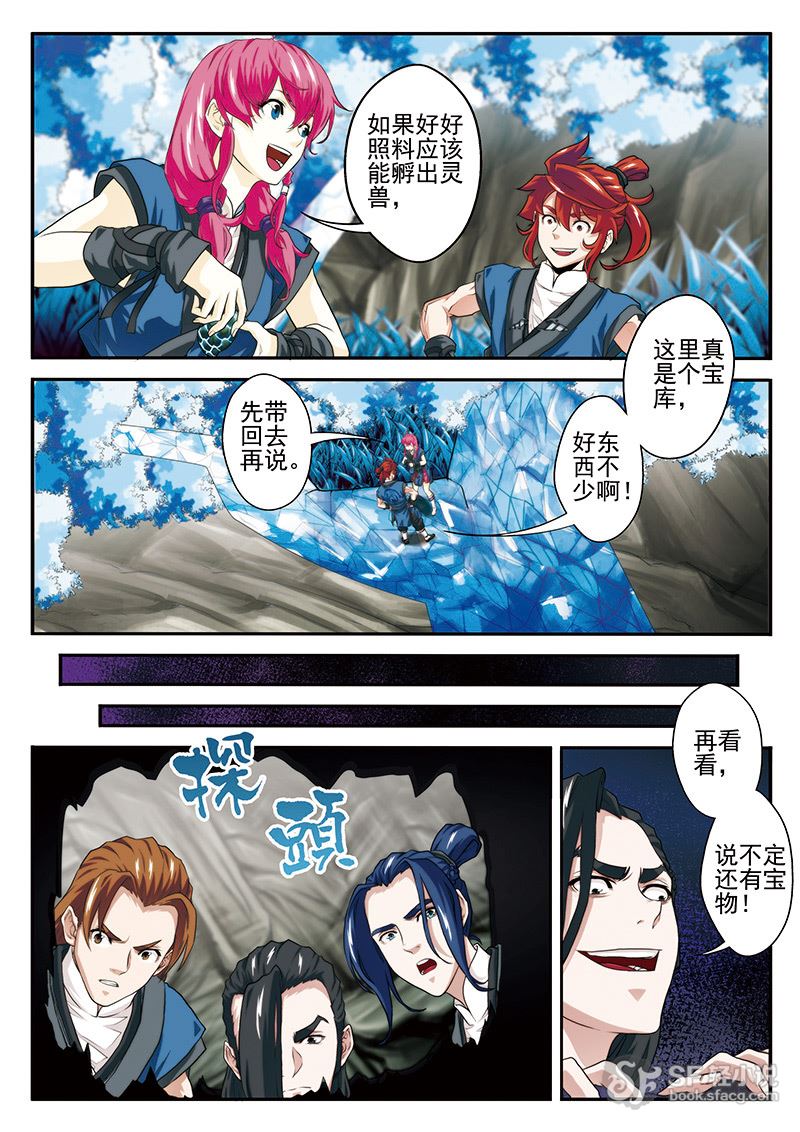 如果好好
照料应该
能孵出灵
兽，
这里真
是个宝
库，
好东
西不
少啊！
先带
回去
再说。
探頭
再看
看，
说不定
还有宝
物！
SF轻小说
book.sfacg.com